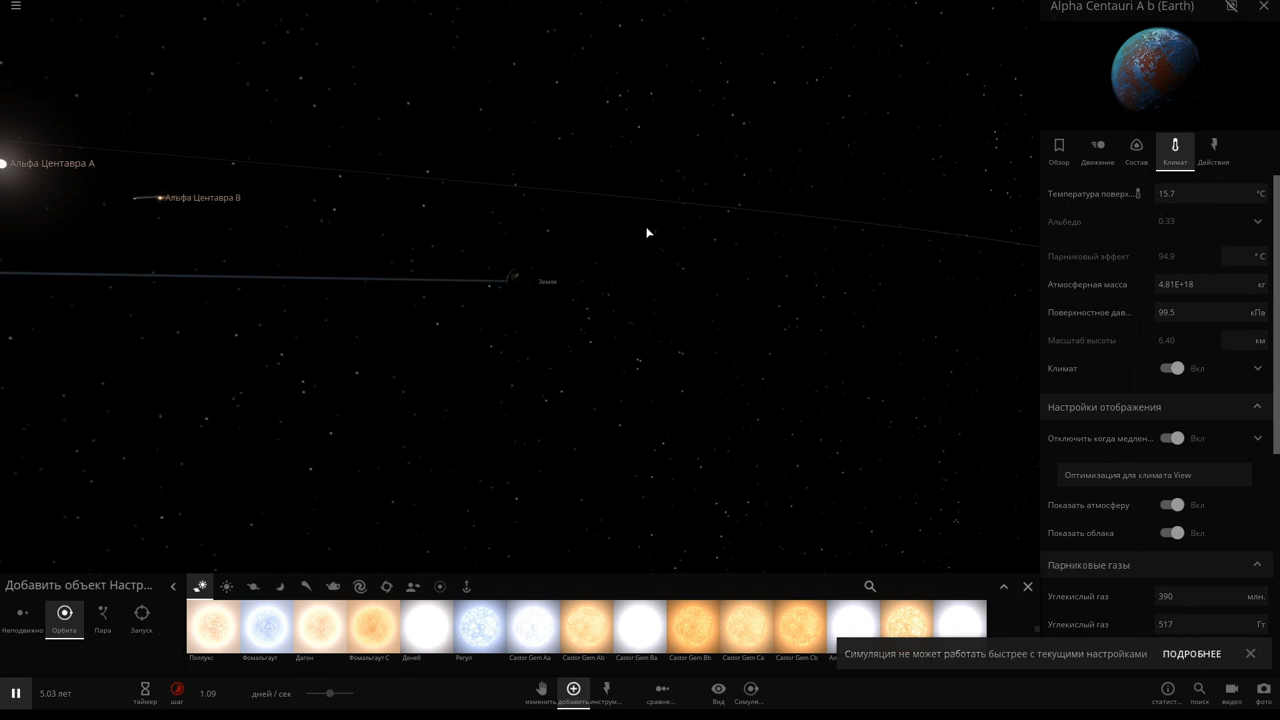 Alpha Centauri A b (Earth)
Альфа Центавра A
Альфа Центавра B
Земля
Обзор
Движение
Состав
Климат
Действия
Температура поверх...
15.7
°C
Альбедо
0.33
Парниковый эффект
94.9
° C
Атмосферная масса
4.81E+18
кг
Поверхностное дав...
99.5
кПа
Масштаб высоты
6.40
км
Климат
Вкл
Настройки отображения
Отключить когда медлен...
Вкл
Оптимизация для климата View
Показать атмосферу
Вкл
Показать облака
Вкл
Парниковые газы
Углекислый газ
390
млн.
Углекислый газ
517
Гт
Добавить объект Настр...
Неподвижно
Орбита
Пара
Запуск
Поллукс
Фомальгаут
Дагон
Фомальгаут C
Денеб
Регул
Castor Gem Aa
Castor Gem Ab
Castor Gem Ba
Castor Gem Bb
Castor Gem Ca
Castor Gem Cb
Симуляция не может работать быстрее с текущими настройками
ПОДРОБНЕЕ
5.03 лет
таймер
шаг
1.09
дней / сек
изменить
добавить
инструм...
сравне...
Вид
Симуля...
статист...
поиск
видео
фото